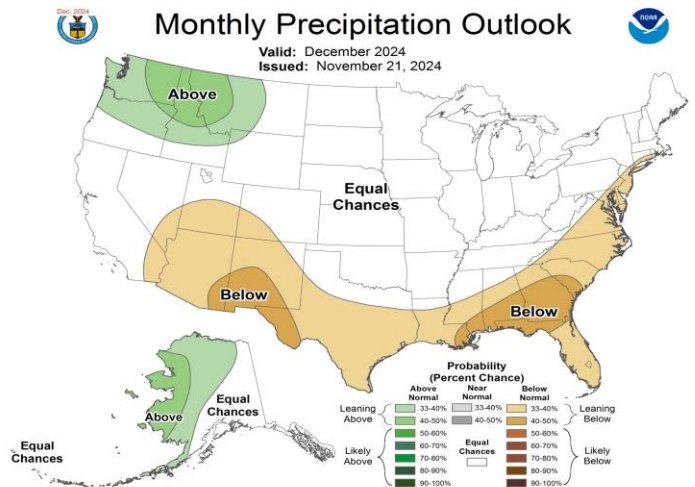 Dec 2024
Monthly Precipitation Outlook
NOAA
Valid: December 2024
Issued: November 21, 2024
Above
Equal
Chances
Below
Below
Above
Equal
Chances
Equal
Chances
Probability
(Percent Chance)
Above Normal
Near Normal
Below Normal
Leaning Above
33-40% 33-40% 33-40%
40-50% 40-50% 40-50%
Leaning Below
Likely Above
50-60% 50-60%
60-70% Equal Chances 60-70%
70-80% 70-80%
80-90% 80-90%
90-100% 90-100%
Likely Below